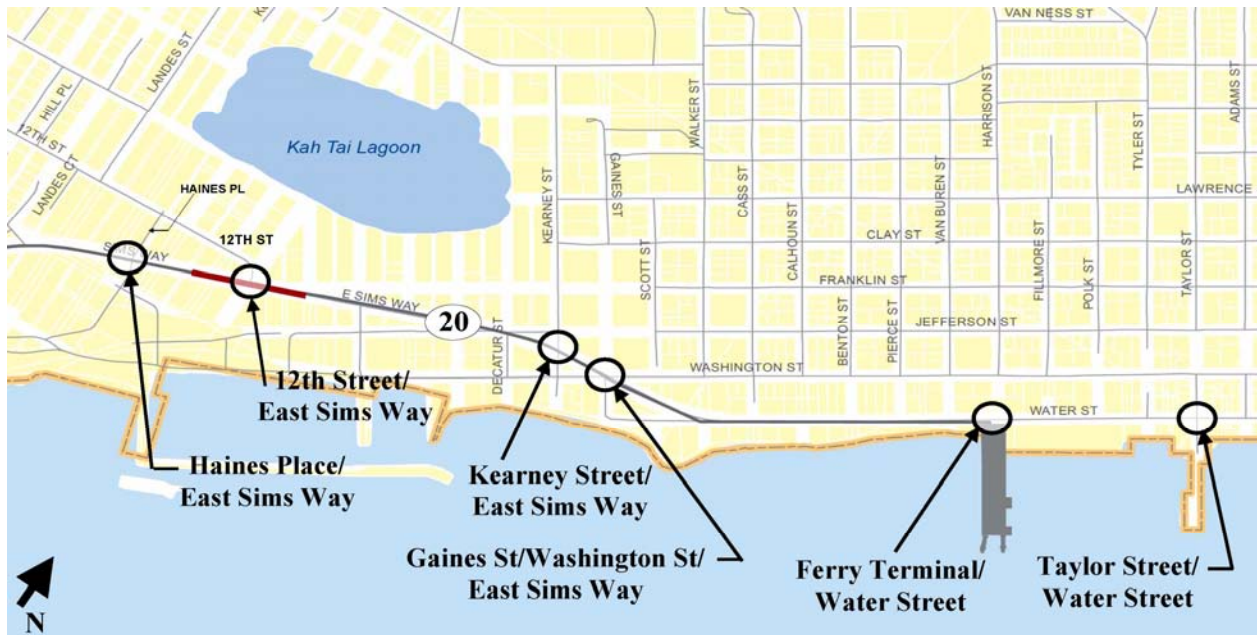 VAN NESS ST
LANDES ST
HILL PL
12TH ST
LANDES CT
HAINES PL
SIMS WAY
12TH ST
Kah Tai Lagoon
E SIMS WAY
20
KEARNEY ST
GAINES ST
WALKER ST
SCOTT ST
DECATUR ST
CASS ST
CALHOUN ST
CLAY ST
FRANKLIN ST
BENTON ST
PIERCE ST
VAN BUREN ST
HARRISON ST
JEFFERSON ST
WASHINGTON ST
FILLMORE ST
POLK ST
TYLER ST
TAYLOR ST
ADAMS ST
LAWRENCE
WATER ST
12th Street/
East Sims Way
Haines Place/
East Sims Way
Kearney Street/
East Sims Way
Gaines St/Washington St/
East Sims Way
Ferry Terminal/
Water Street
Taylor Street/
Water Street
N